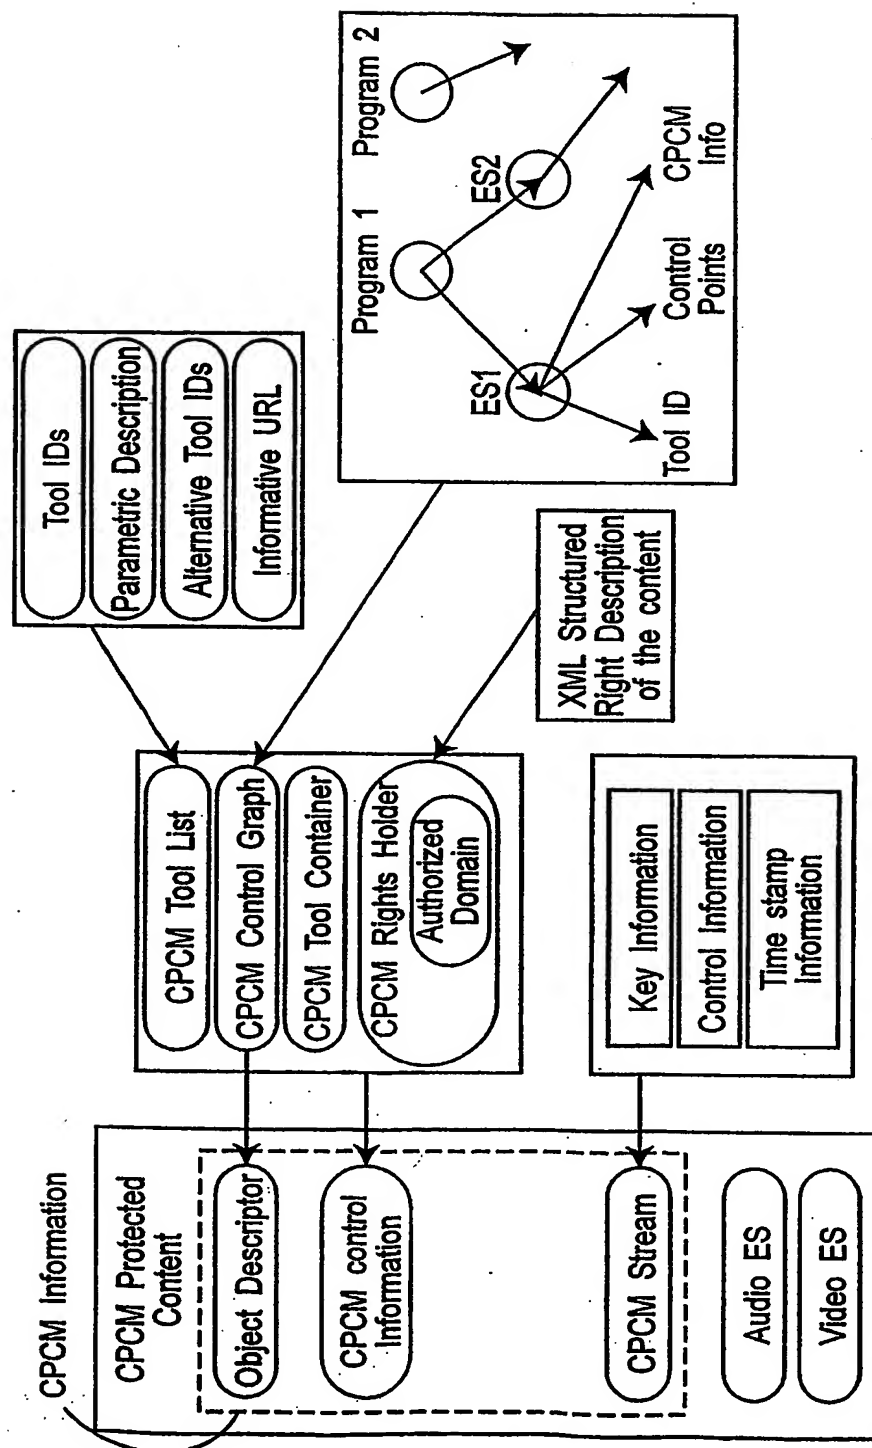 CPCM Information
CPCM Protected
Content
Object Descriptor
CPCM control
Information
CPCM Stream
Audio ES
Video ES
CPCM Tool List
CPCM Control Graph
CPCM Tool Container
CPCM Rights Holder
Authorized
Domain
Key Information
Control Information
Time stamp
Information
Tool IDs
Parametric Description
Alternative Tool IDs
Informative URL
XML Structured
Right Description
of the content
Program 1
Program 2
ES1
ES2
Tool ID
Control
Points
CPCM
Info